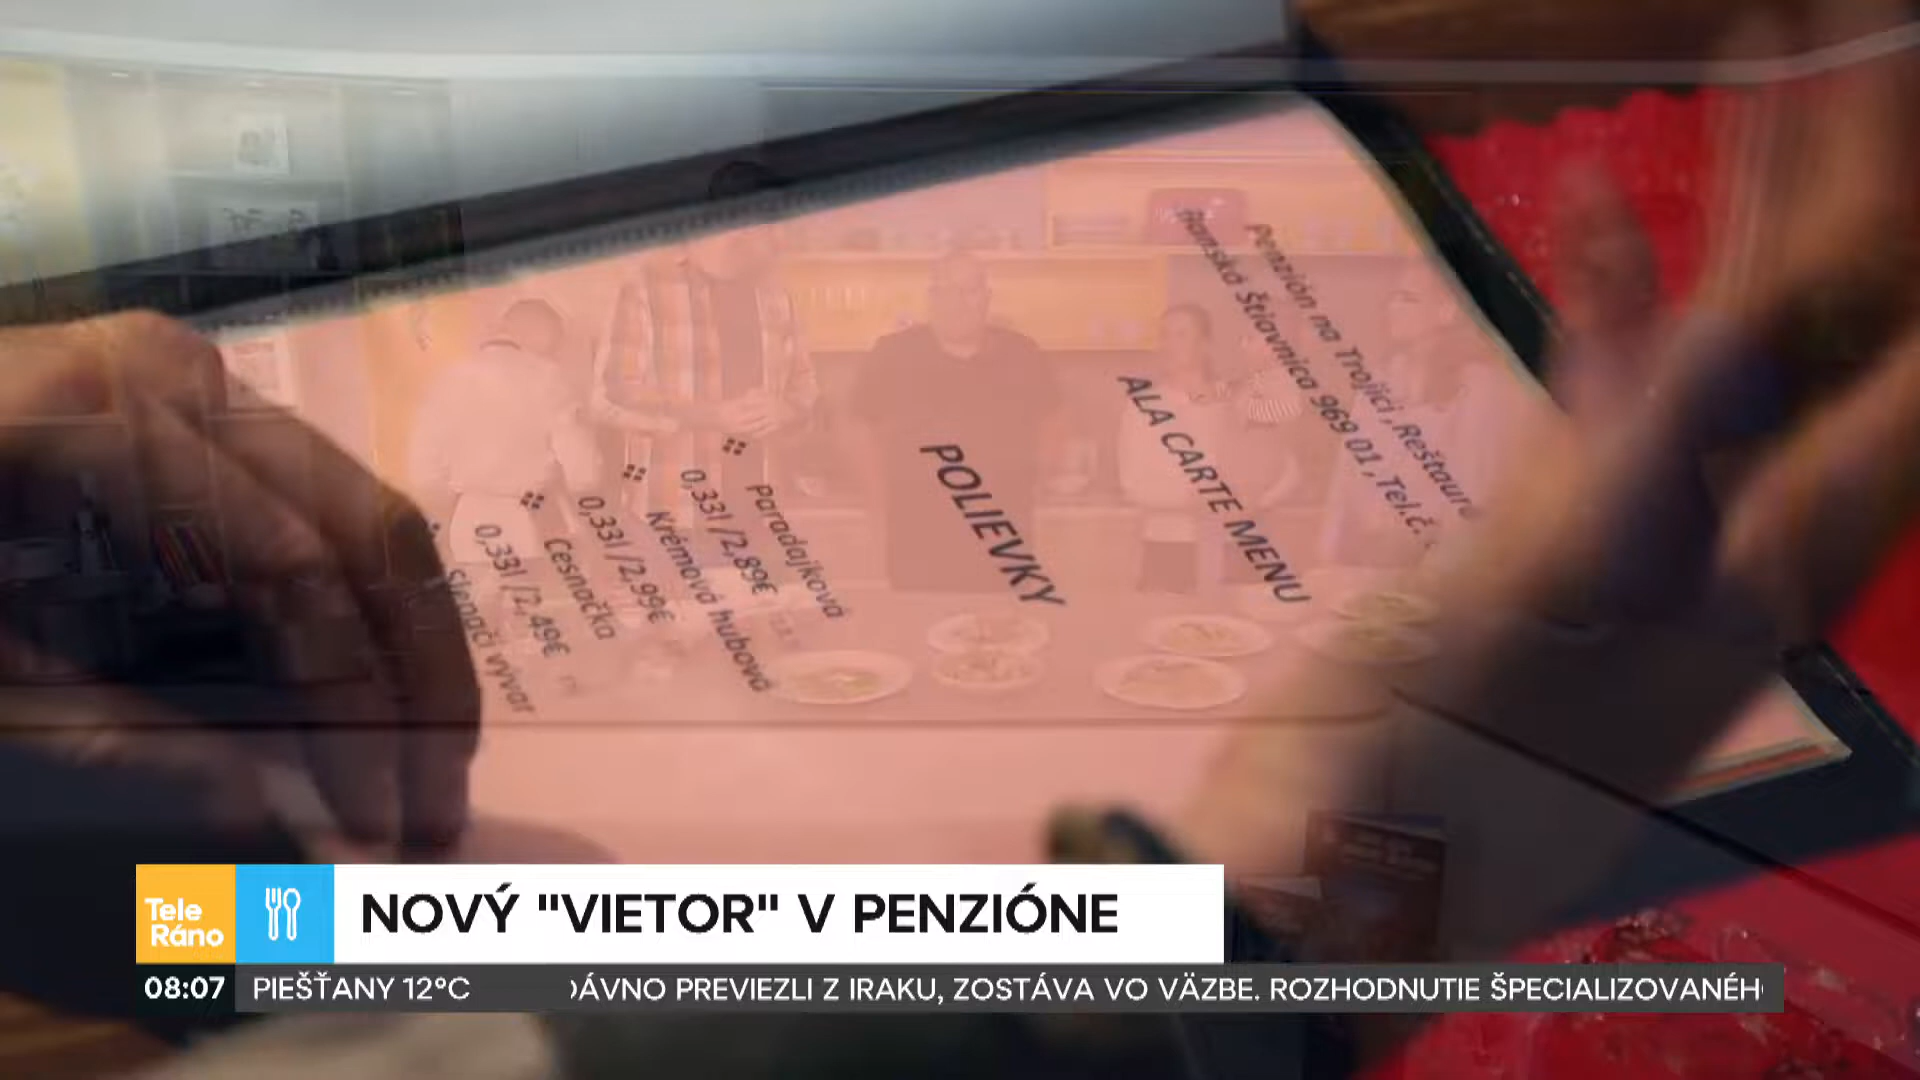 Penzión na Trojici, Reštaur
Banská Štiavnica 969 01, Tel.č.
ALA CARTE MENU
POLIEVKY
Paradajková
0,33l /2,89€
Krémová hubová
0,33l /2,99€
Cesnačka
0,33l /2,49€
Slepačí vývar
Tele
Ráno
NOVÝ "VIETOR" V PENZIÓNE
08:07 PIEŠŤANY 12°C DÁVNO PREVIEZLI Z IRAKU, ZOSTÁVA VO VÄZBE. ROZHODNUTIE ŠPECIALIZOVANÉH